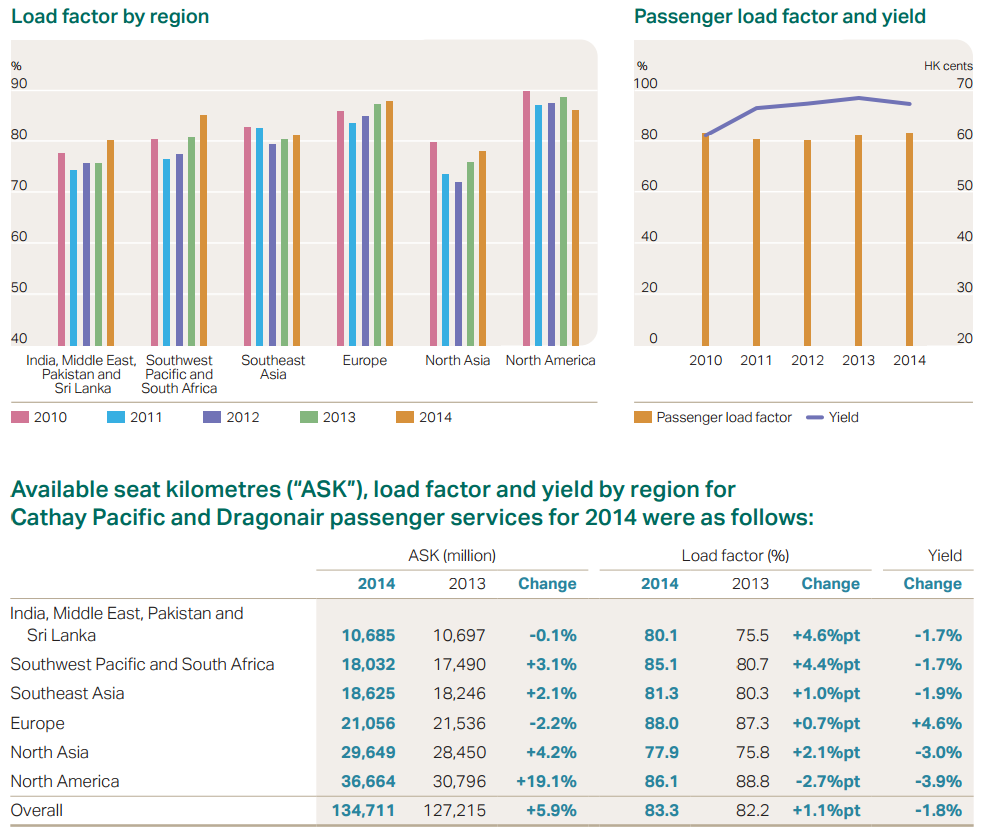 Load factor by region
%
90
80
70
60
50
40
India, Middle East,
Pakistan and
Sri Lanka
Southwest
Pacific and
South Africa
Southeast
Asia
Europe
North Asia
North America
2010
2011
2012
2013
2014
Passenger load factor and yield
%
HK cents
100
80
60
40
20
0
70
60
50
40
30
20
2010
2011
2012
2013
2014
Passenger load factor
Yield
Available seat kilometres (“ASK”), load factor and yield by region for
Cathay Pacific and Dragonair passenger services for 2014 were as follows:
ASK (million) Load factor (%) Yield
2014 2013 Change 2014 2013 Change Change
India, Middle East, Pakistan and
Sri Lanka 10,685 10,697 -0.1% 80.1 75.5 +4.6%pt -1.7%
Southwest Pacific and South Africa 18,032 17,490 +3.1% 85.1 80.7 +4.4%pt -1.7%
Southeast Asia 18,625 18,246 +2.1% 81.3 80.3 +1.0%pt -1.9%
Europe 21,056 21,536 -2.2% 88.0 87.3 +0.7%pt +4.6%
North Asia 29,649 28,450 +4.2% 77.9 75.8 +2.1%pt -3.0%
North America 36,664 30,796 +19.1% 86.1 88.8 -2.7%pt -3.9%
Overall 134,711 127,215 +5.9% 83.3 82.2 +1.1%pt -1.8%